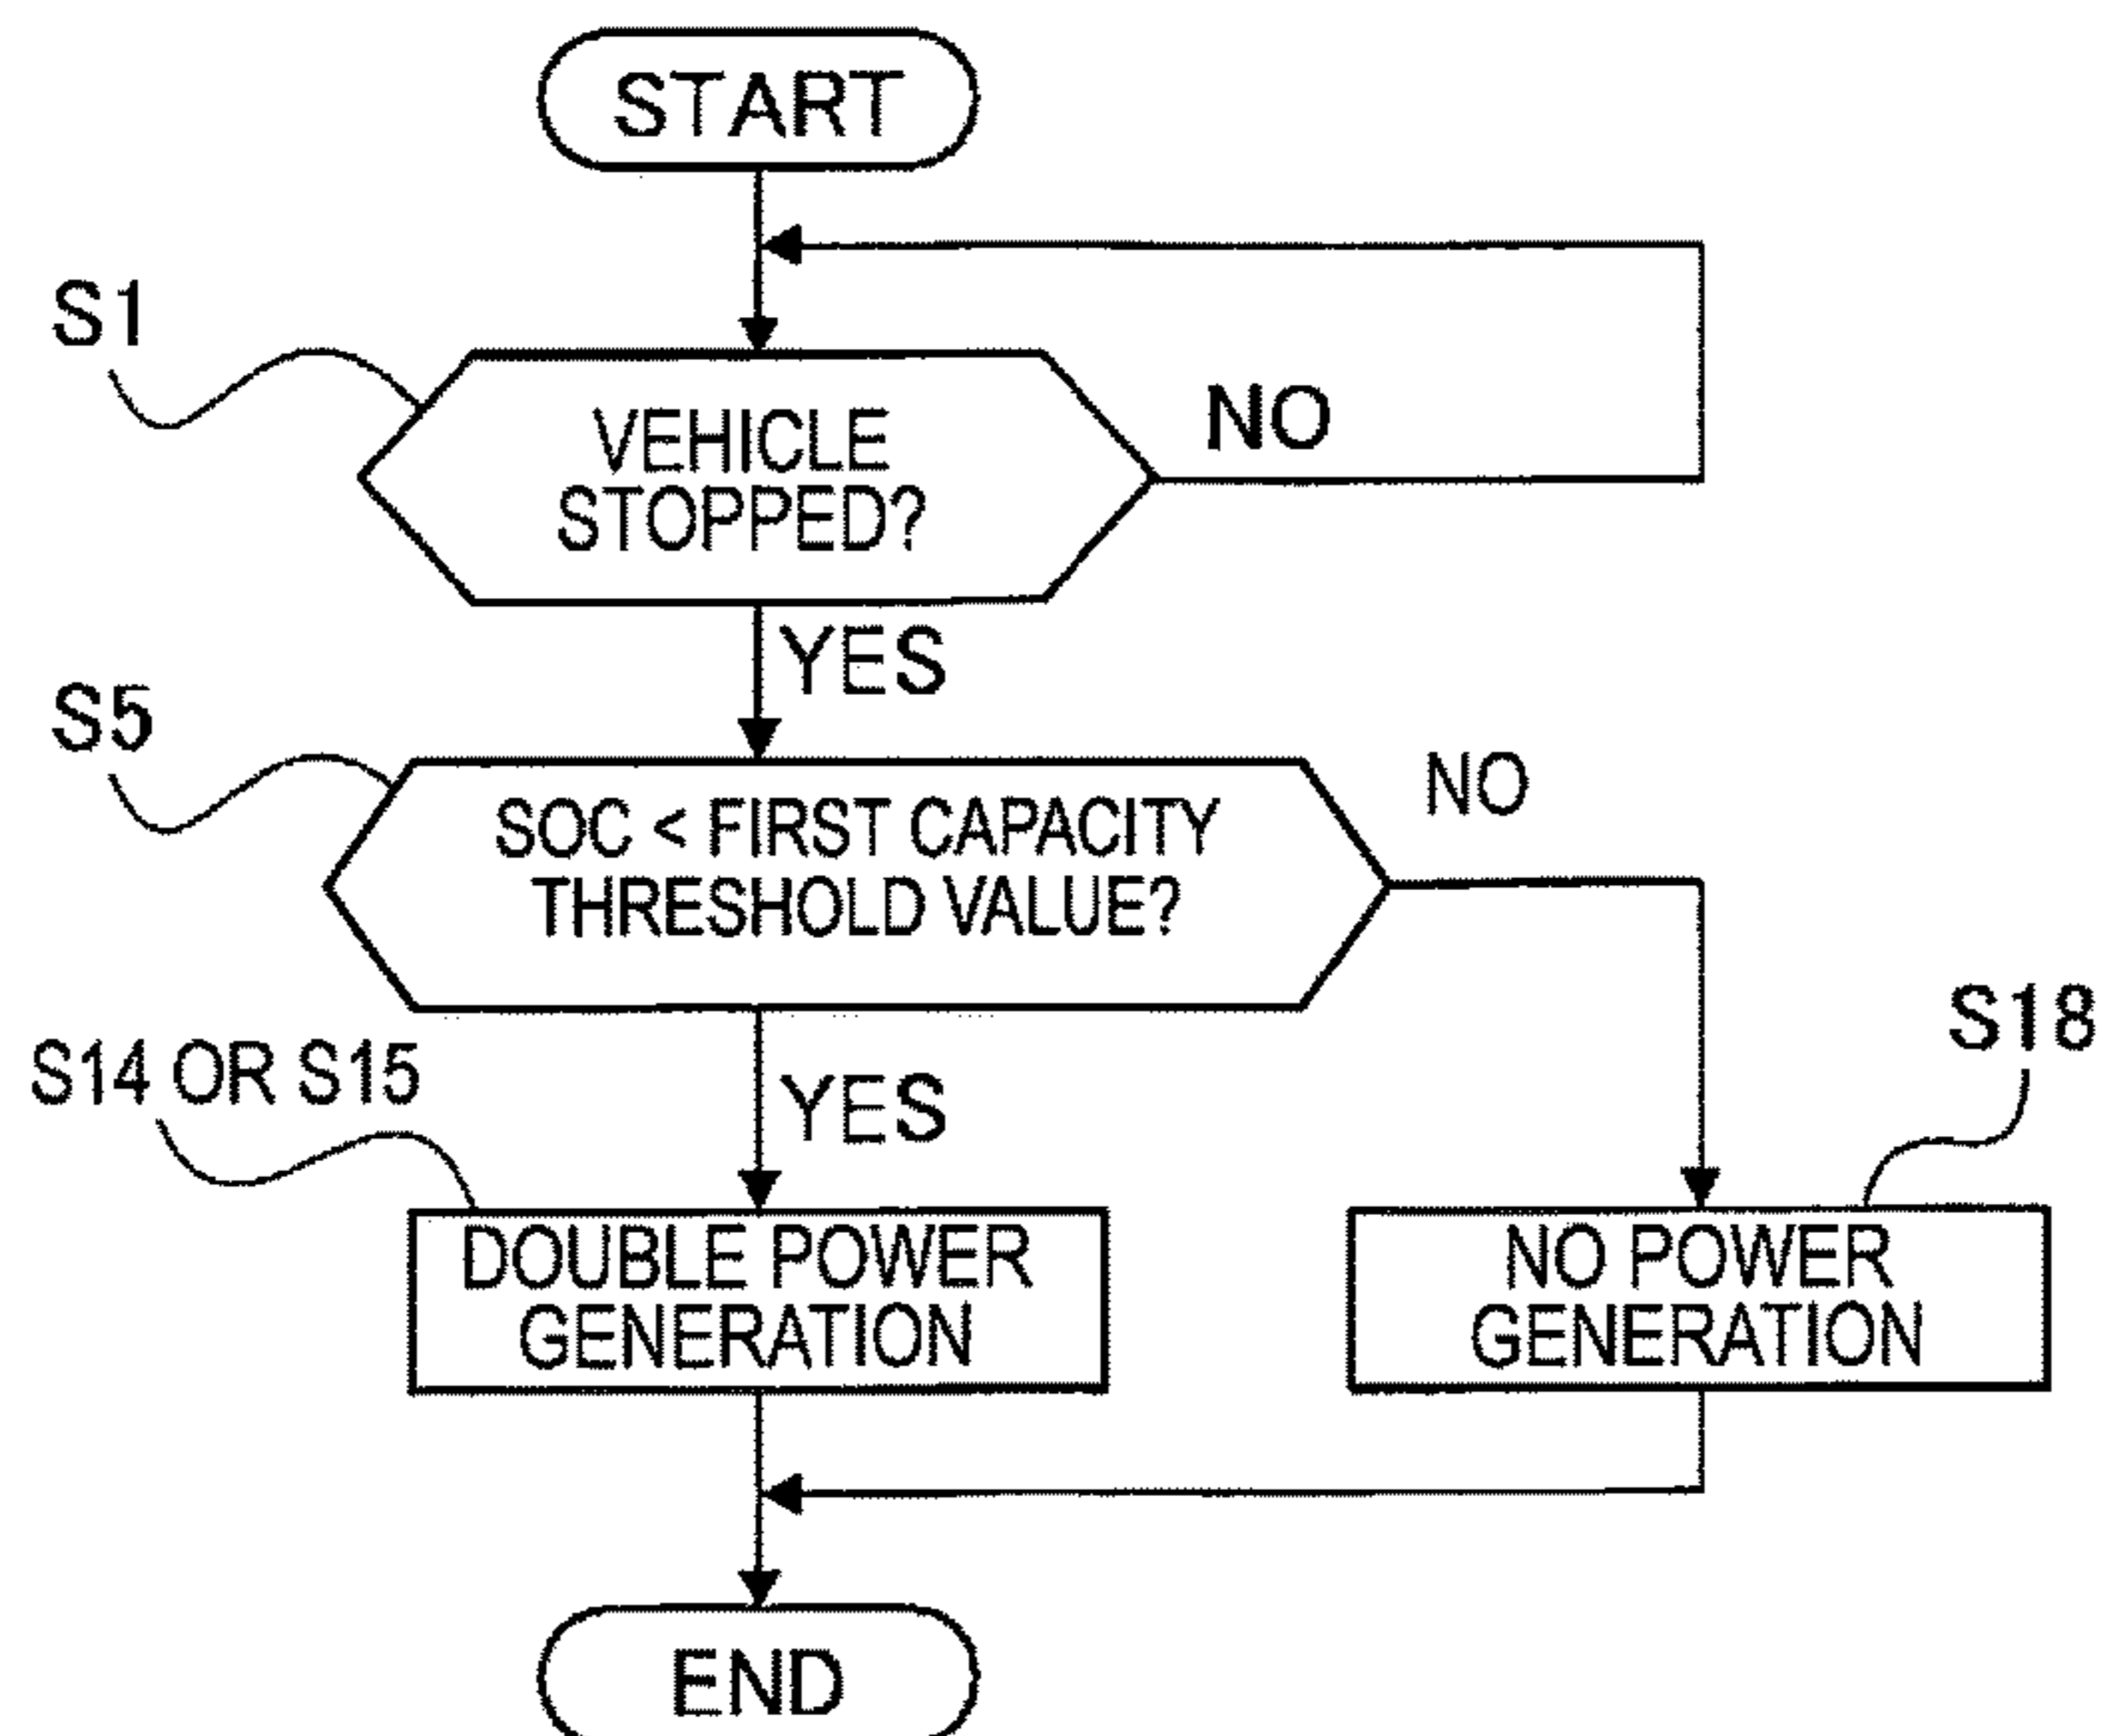 START
S1
VEHICLE
STOPPED?
NO
YES
S5
SOC < FIRST CAPACITY
THRESHOLD VALUE?
NO
S14 OR S15
YES
S18
DOUBLE POWER
GENERATION
NO POWER
GENERATION
END